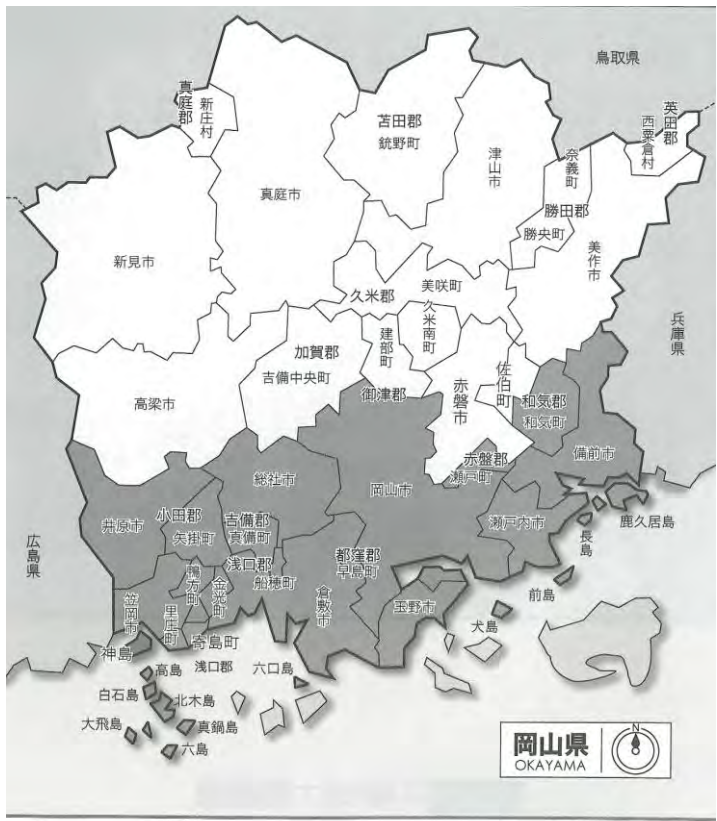 鳥取県
真庭郡
新庄村
苫田郡
銃野町
津山市
奈義町
英田郡
西粟倉村
真庭市
勝田郡
勝央町
美作市
新見市
久米郡
美咲町
兵庫県
建部町
久米南町
加賀郡
吉備中央町
佐伯町
高梁市
御津郡
赤磐市
和気郡
和気町
赤盤郡
瀬戸町
備前市
総社市
岡山市
井原市
小田郡
矢掛町
吉備郡
真備町
瀬戸内市
鹿久居島
長島
広島県
浅口郡
船穂町
都窪郡
早島町
鴨方町
金光町
倉敷市
玉野市
前島
笠岡市
里庄町
犬島
神島
寄島町
高島
浅口郡
六口島
白石島
北木島
大飛島
真鍋島
六島
岡山県
OKAYAMA
N